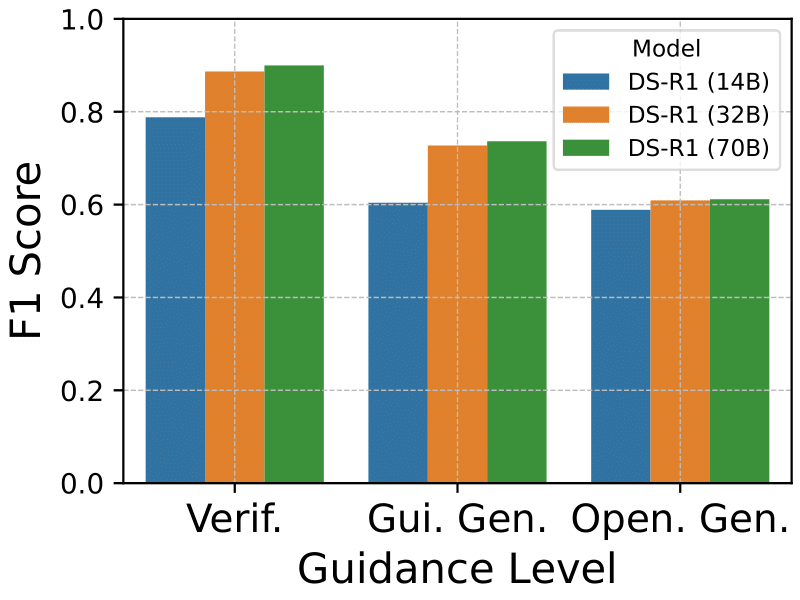 F1 Score
1.0
0.8
0.6
0.4
0.2
0.0
Model
DS-R1 (14B)
DS-R1 (32B)
DS-R1 (70B)
Verif. Gui. Gen. Open. Gen.
Guidance Level